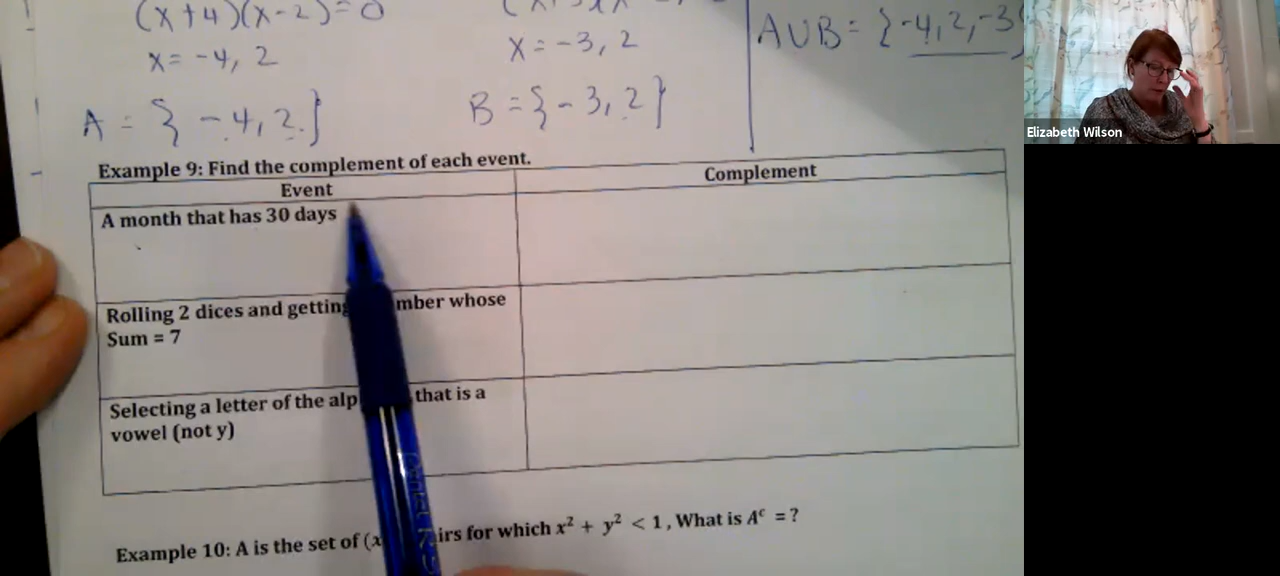 (x+4)(x-2)=0
x = -4, 2
x = -3, 2
A∪B = {-4, 2, -3
A = {-4, 2.}
B = {-3, 2}
Elizabeth Wilson
Example 9: Find the complement of each event.
Event
Complement
A month that has 30 days
Rolling 2 dices and getting mber whose
Sum = 7
Selecting a letter of the alp that is a
vowel (not y)
Example 10: A is the set of (x irs for which x² + y² < 1, What is Aᶜ = ?